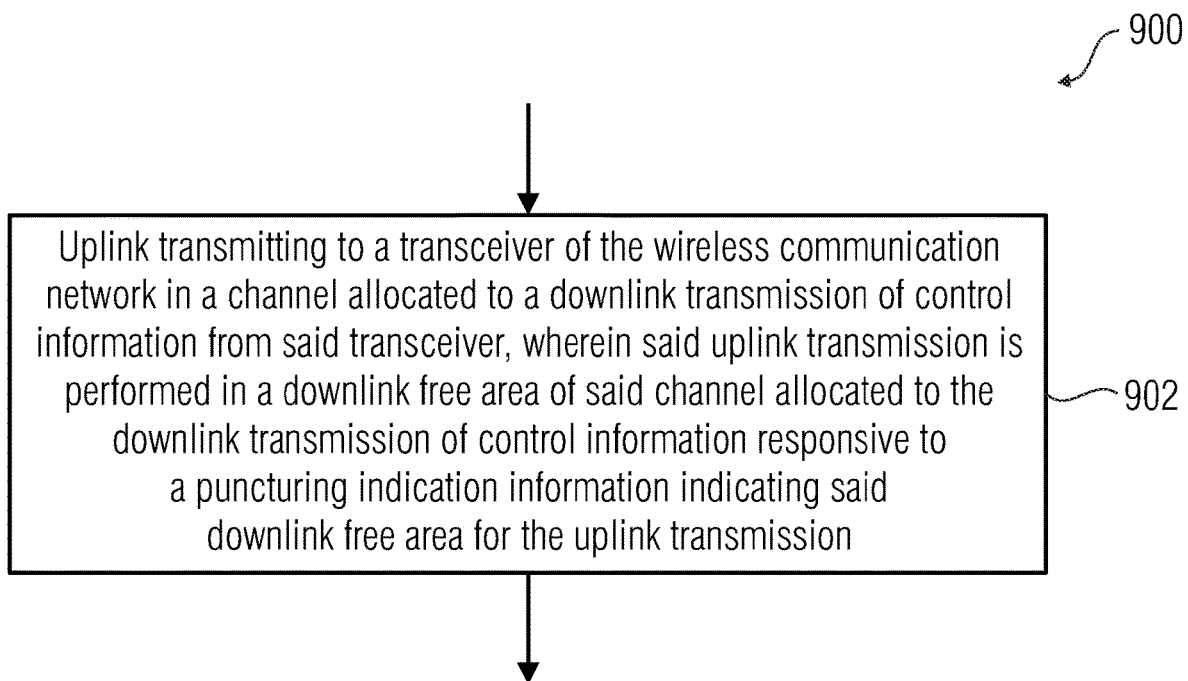 900
Uplink transmitting to a transceiver of the wireless communication
network in a channel allocated to a downlink transmission of control
information from said transceiver, wherein said uplink transmission is
performed in a downlink free area of said channel allocated to the
downlink transmission of control information responsive to
a puncturing indication information indicating said
downlink free area for the uplink transmission
902